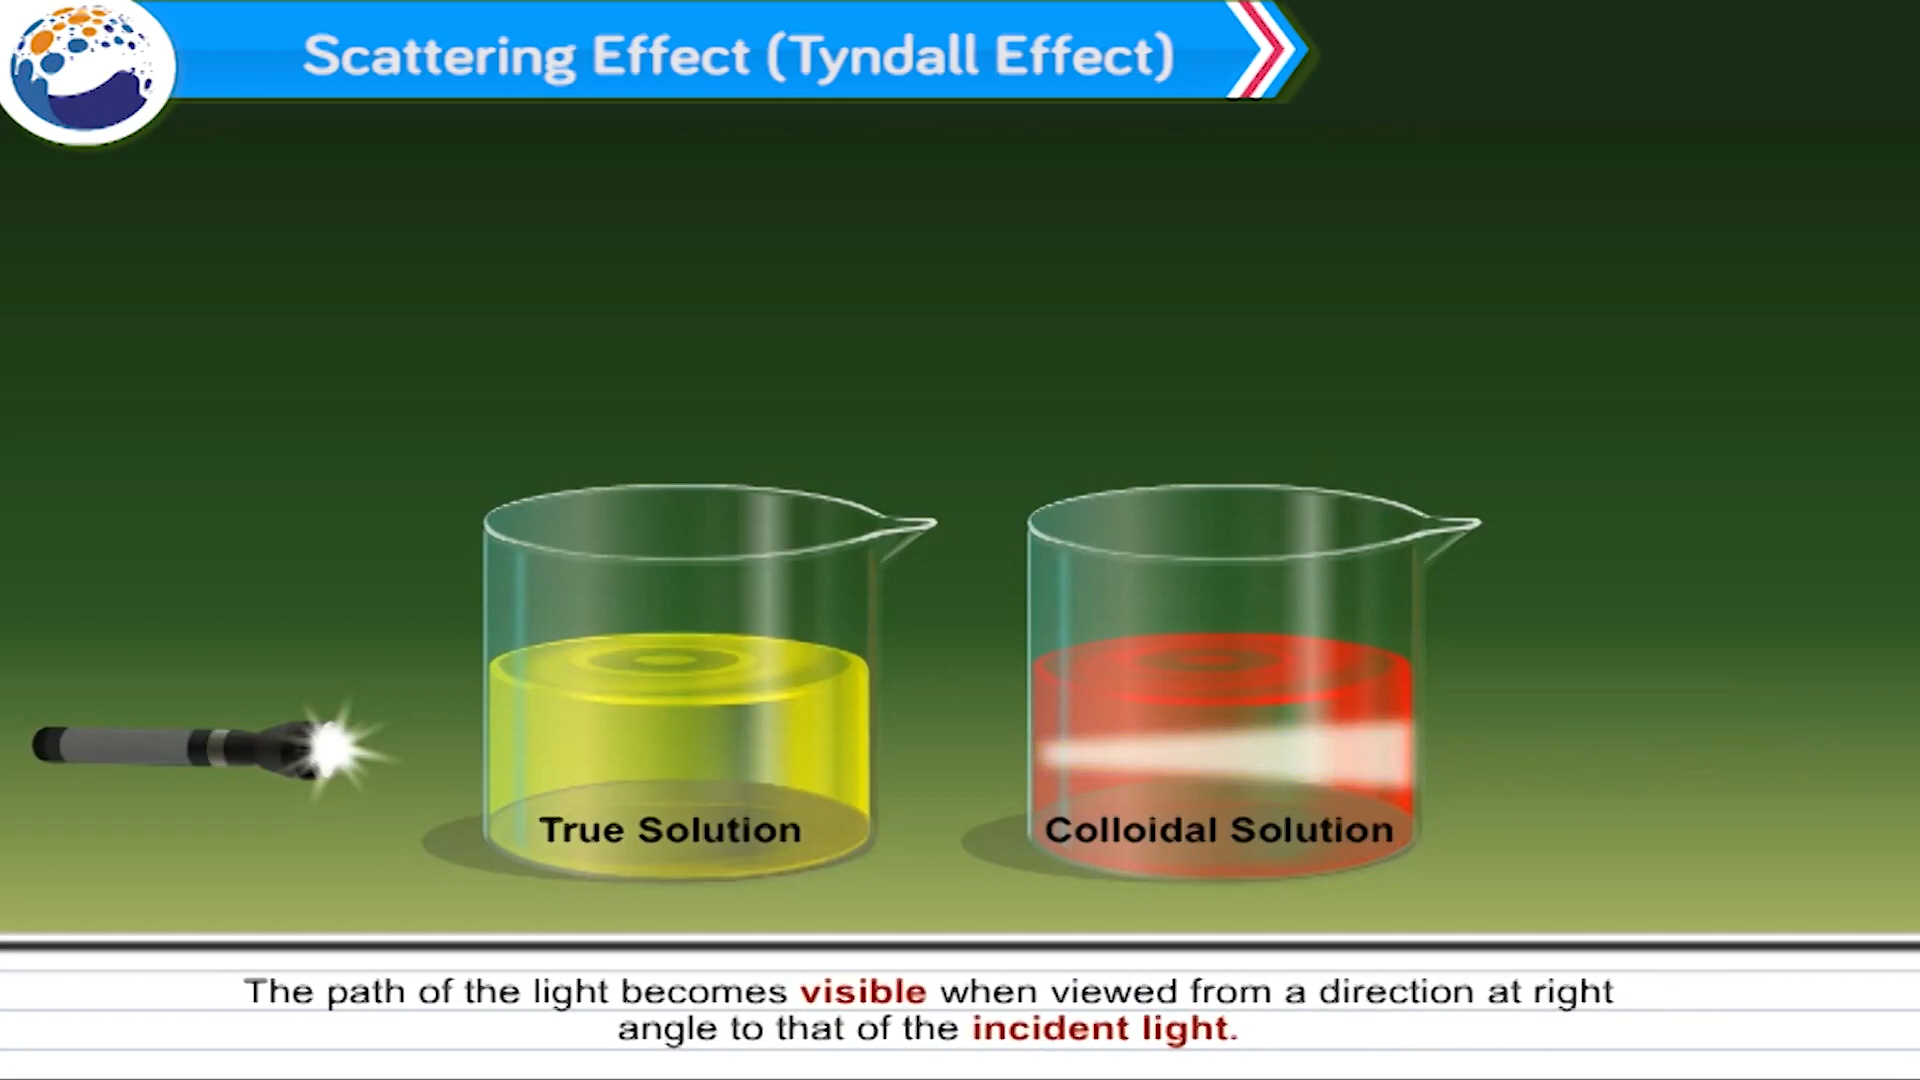 Scattering Effect (Tyndall Effect)
True Solution
Colloidal Solution
The path of the light becomes visible when viewed from a direction at right
angle to that of the incident light.